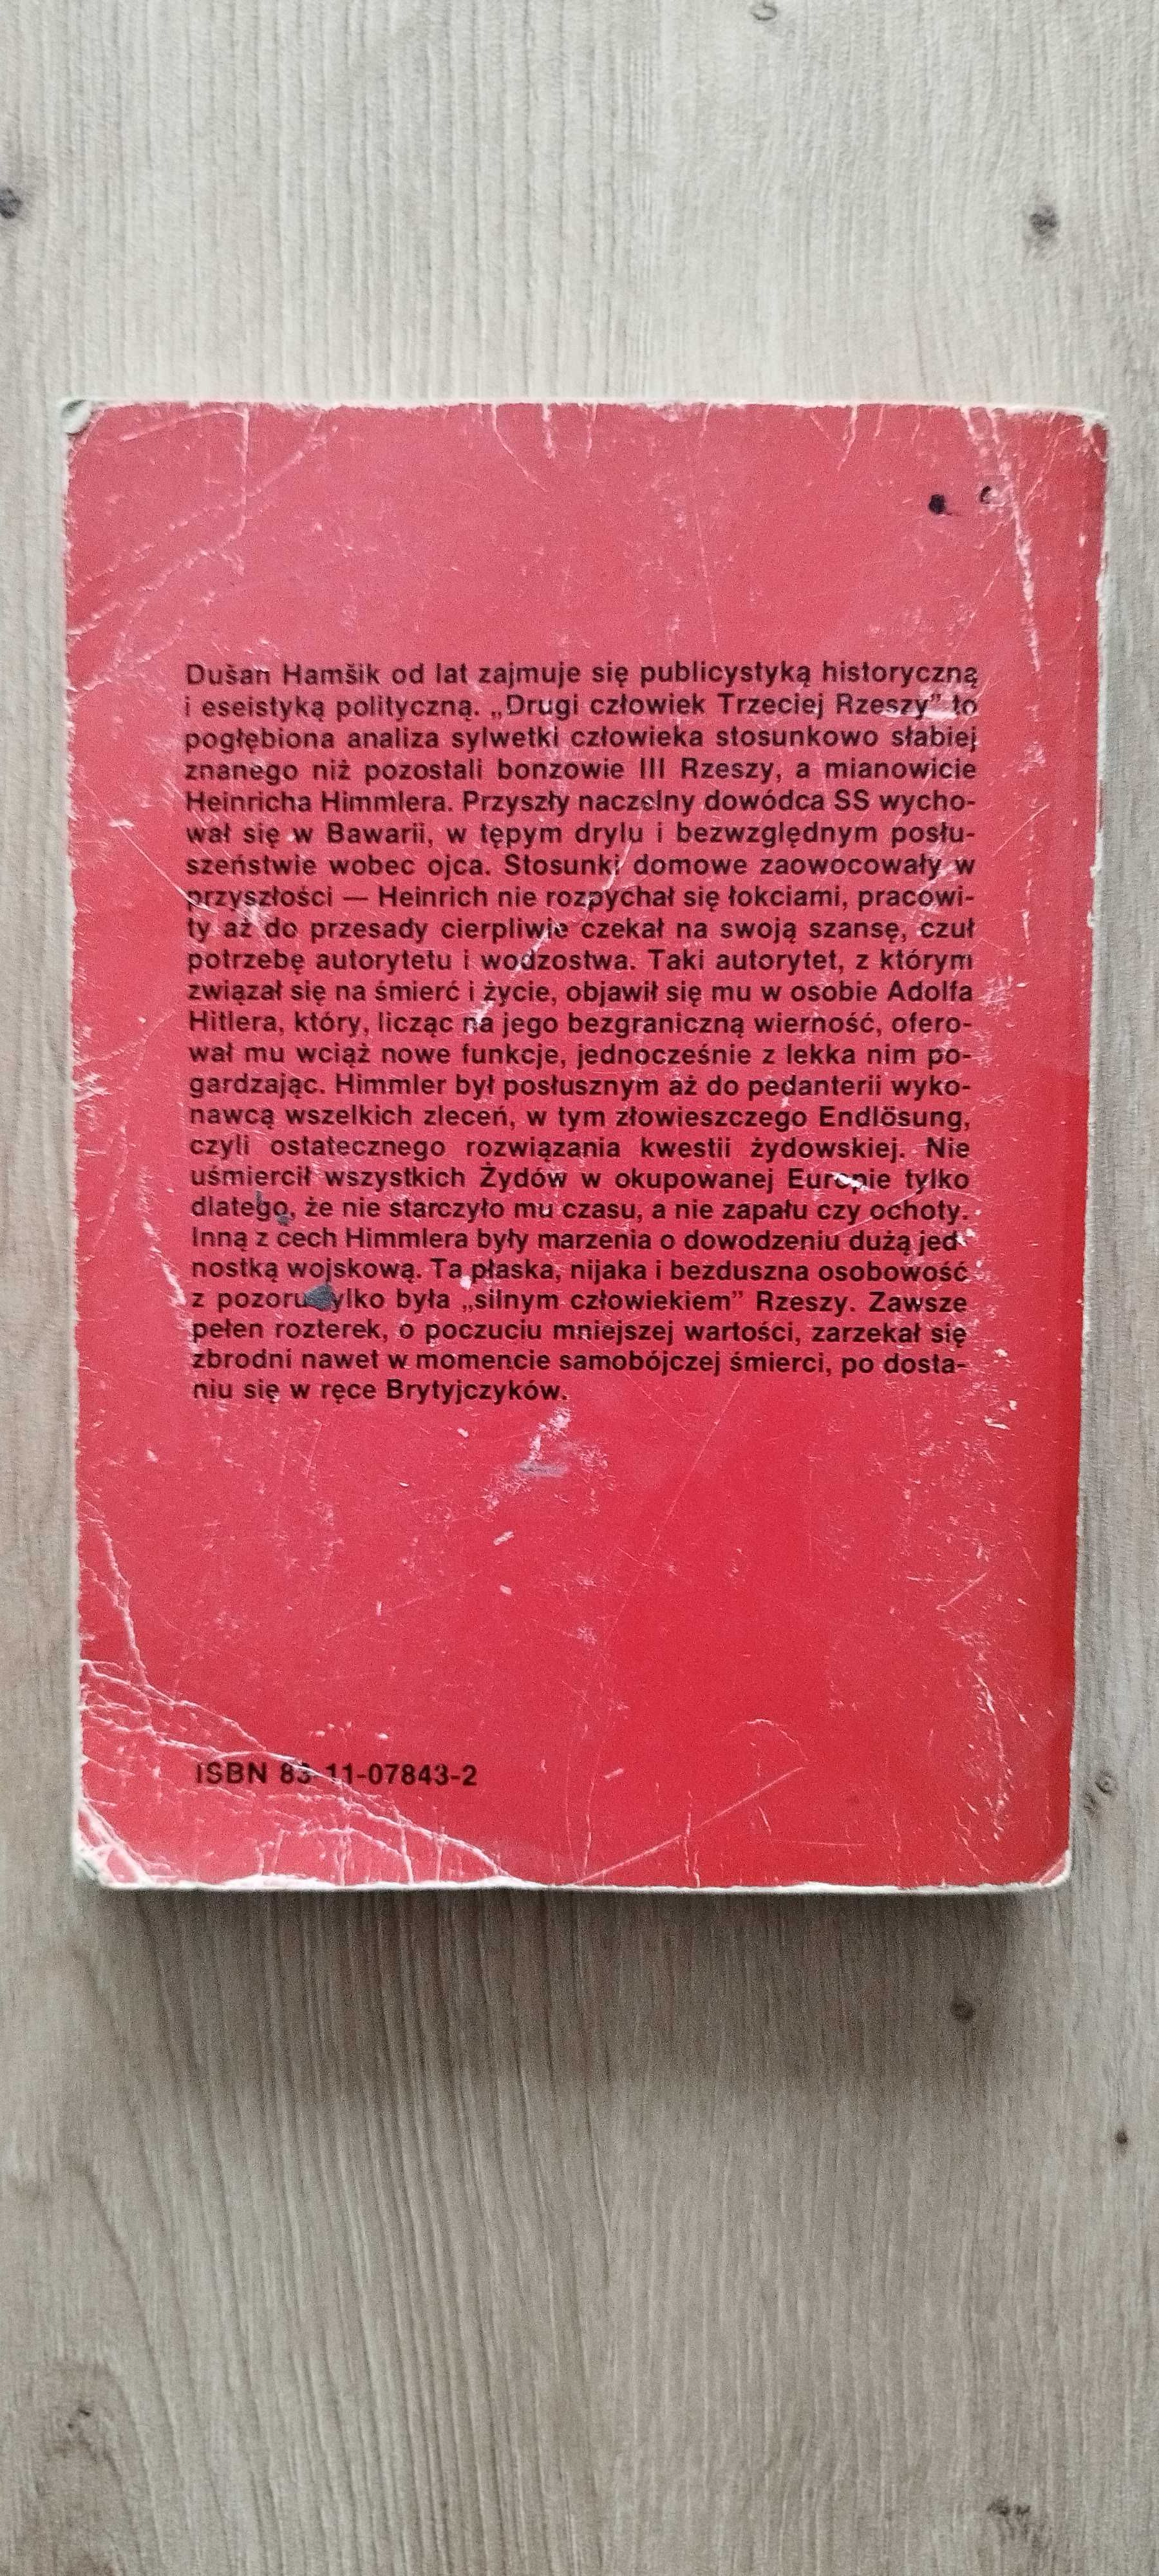 Dušan Hamšik od lat zajmuje się publicystyką historyczną
i eseistyką polityczną. „Drugi człowiek Trzeciej Rzeszy” to
pogłębiona analiza sylwetki człowieka stosunkowo słabiej
znanego niż pozostali bonzowie III Rzeszy, a mianowicie
Heinricha Himmlera. Przyszły naczelny dowódca SS wycho-
wał się w Bawarii, w tępym drylu i bezwzględnym posłu-
szeństwie wobec ojca. Stosunki domowe zaowocowały w
przyszłości — Heinrich nie rozpychał się łokciami, pracowi-
ty aż do przesady cierpliwie czekał na swoją szansę, czuł
potrzebę autorytetu i wodzostwa. Taki autorytet, z którym
związał się na śmierć i życie, objawił się mu w osobie Adolfa
Hitlera, który, licząc na jego bezgraniczną wierność, ofero-
wał mu wciąż nowe funkcje, jednocześnie z lekka nim po-
gardzając. Himmler był posłusznym aż do pedanterii wyko-
nawcą wszelkich zleceń, w tym złowieszczego Endlösung,
czyli ostatecznego rozwiązania kwestii żydowskiej. Nie
uśmiercił wszystkich Żydów w okupowanej Europie tylko
dlatego, że nie starczyło mu czasu, a nie zapału czy ochoty.
Inną z cech Himmlera były marzenia o dowodzeniu dużą jed-
nostką wojskową. Ta płaska, nijaka i bezduszna osobowość
z pozoru tylko była „silnym człowiekiem” Rzeszy. Zawsze
pełen rozterek, o poczuciu mniejszej wartości, zarzekał się
zbrodni nawet w momencie samobójczej śmierci, po dosta-
niu się w ręce Brytyjczyków.
ISBN 83-11-07843-2